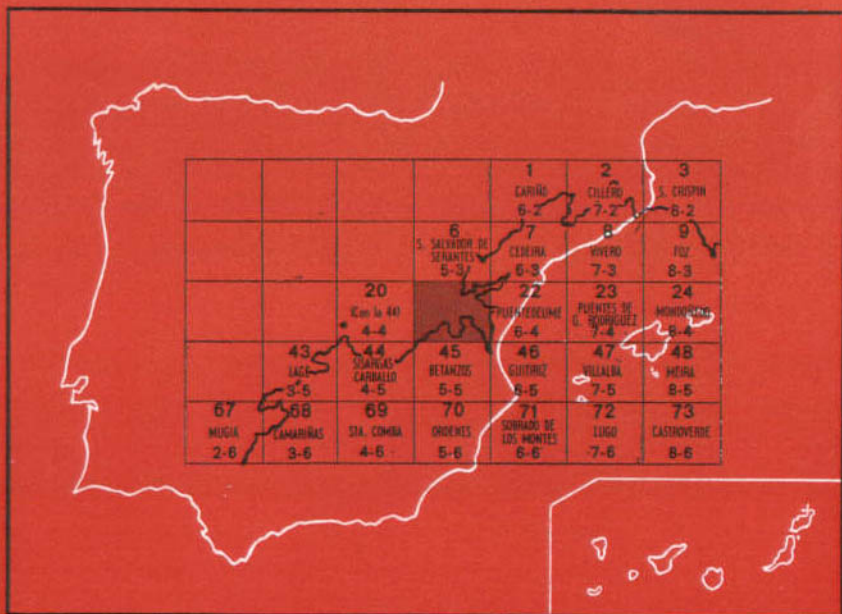 1
CARIÑO
6-2
2
CILLERO
7-2
3
S. CRISPIN
8-2
6
S. SALVADOR DE
SERANTES
5-3
7
CEDEIRA
6-3
8
VIVERO
7-3
9
FOZ
8-3
20
(Con la 44)
4-4
22
PUENTEDEUME
6-4
23
PUENTES DE
G. RODRIGUEZ
7-4
24
MONDOÑEDO
8-4
43
LAGE
3-5
44
SISARGAS
CARBALLO
4-5
45
BETANZOS
5-5
46
GUITIRIZ
6-5
47
VILLALBA
7-5
48
MEIRA
8-5
67
MUGIA
2-6
68
CAMARIÑAS
3-6
69
STA. COMBA
4-6
70
ORDENES
5-6
71
SOBRADO DE
LOS MONTES
6-6
72
LUGO
7-6
73
CASTROVERDE
8-6